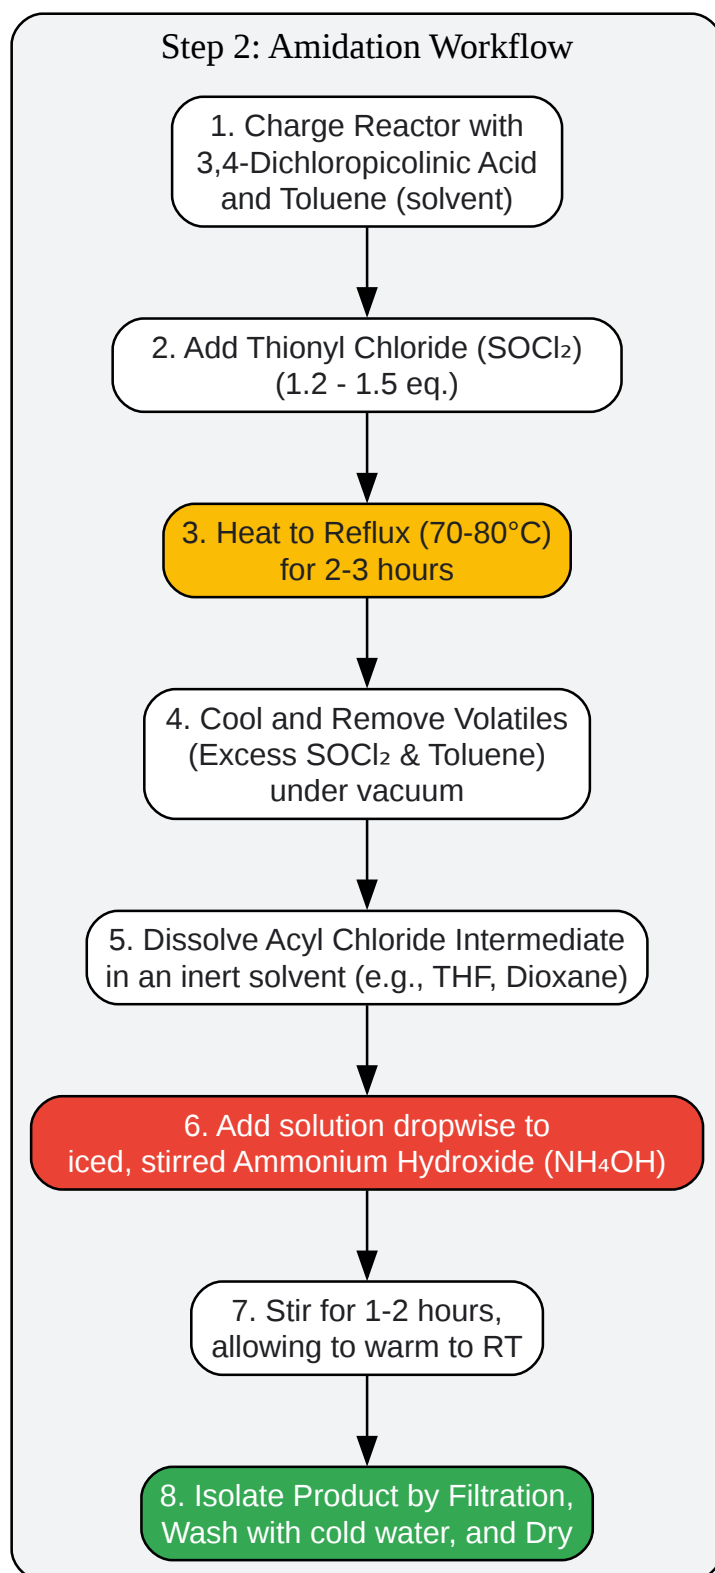 Step 2: Amidation Workflow
1. Charge Reactor with
3,4-Dichloropicolinic Acid
and Toluene (solvent)
2. Add Thionyl Chloride (SOCl₂)
(1.2 - 1.5 eq.)
3. Heat to Reflux (70-80°C)
for 2-3 hours
4. Cool and Remove Volatiles
(Excess SOCl₂ & Toluene)
under vacuum
5. Dissolve Acyl Chloride Intermediate
in an inert solvent (e.g., THF, Dioxane)
6. Add solution dropwise to
iced, stirred Ammonium Hydroxide (NH₄OH)
7. Stir for 1-2 hours,
allowing to warm to RT
8. Isolate Product by Filtration,
Wash with cold water, and Dry